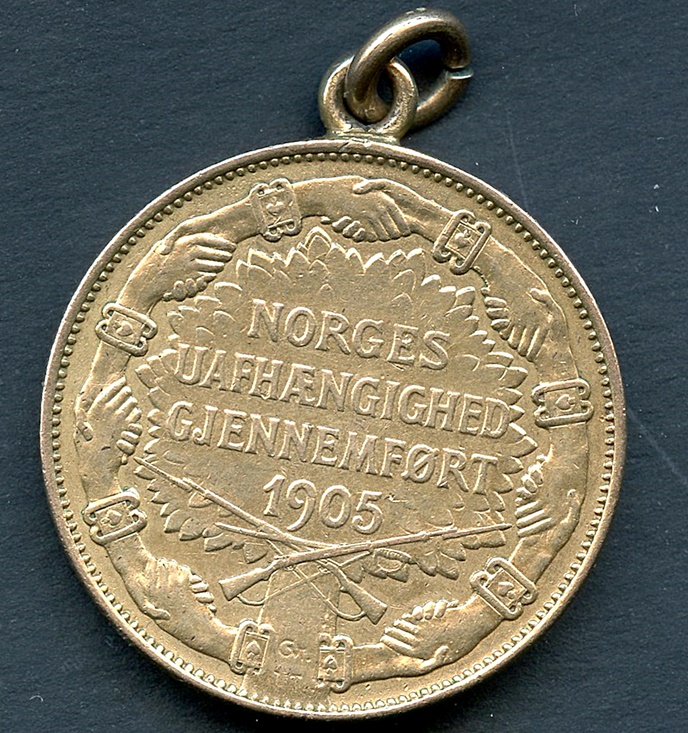 NORGES
UAFHÆNGIGHED
GJENNEMFØRT
1905